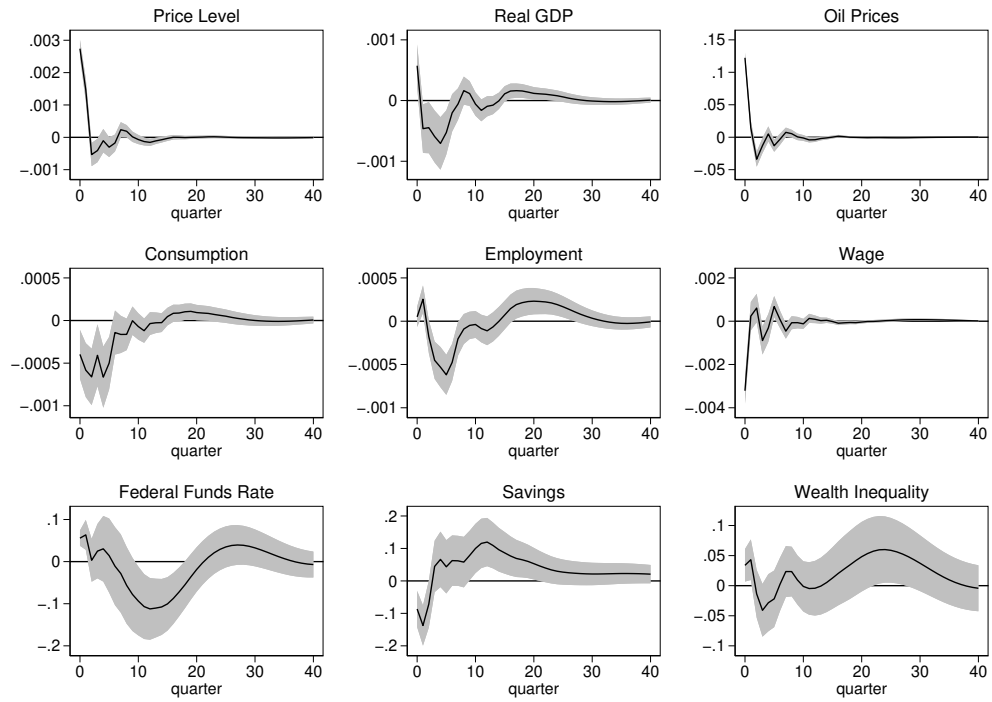 Price Level
.003
.002
.001
0
−.001
0 10 20 30 40
quarter
Real GDP
.001
0
−.001
0 10 20 30 40
quarter
Oil Prices
.15
.1
.05
0
−.05
0 10 20 30 40
quarter
Consumption
.0005
0
−.0005
−.001
0 10 20 30 40
quarter
Employment
.0005
0
−.0005
−.001
0 10 20 30 40
quarter
Wage
.002
0
−.002
−.004
0 10 20 30 40
quarter
Federal Funds Rate
.1
0
−.1
−.2
0 10 20 30 40
quarter
Savings
.2
.1
0
−.1
−.2
0 10 20 30 40
quarter
Wealth Inequality
.1
.05
0
−.05
−.1
0 10 20 30 40
quarter